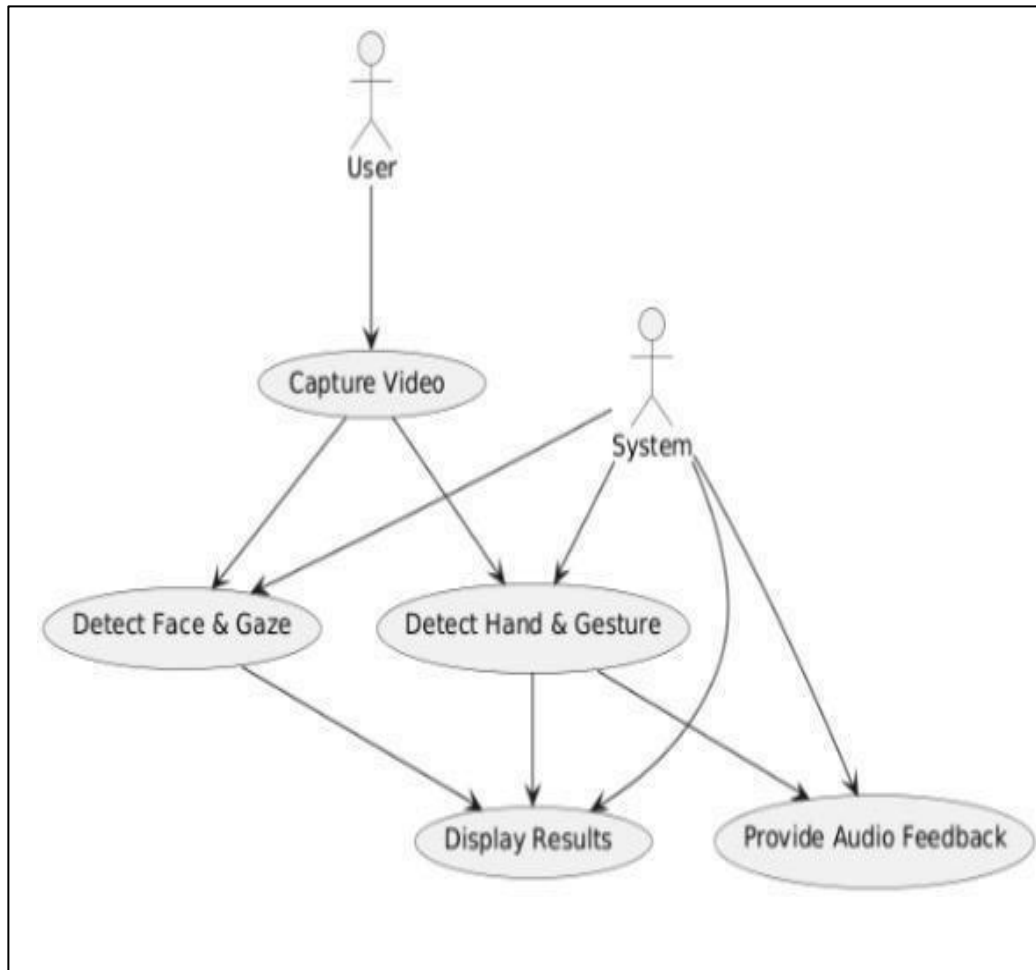 User
Capture Video
System
Detect Face & Gaze
Detect Hand & Gesture
Display Results
Provide Audio Feedback